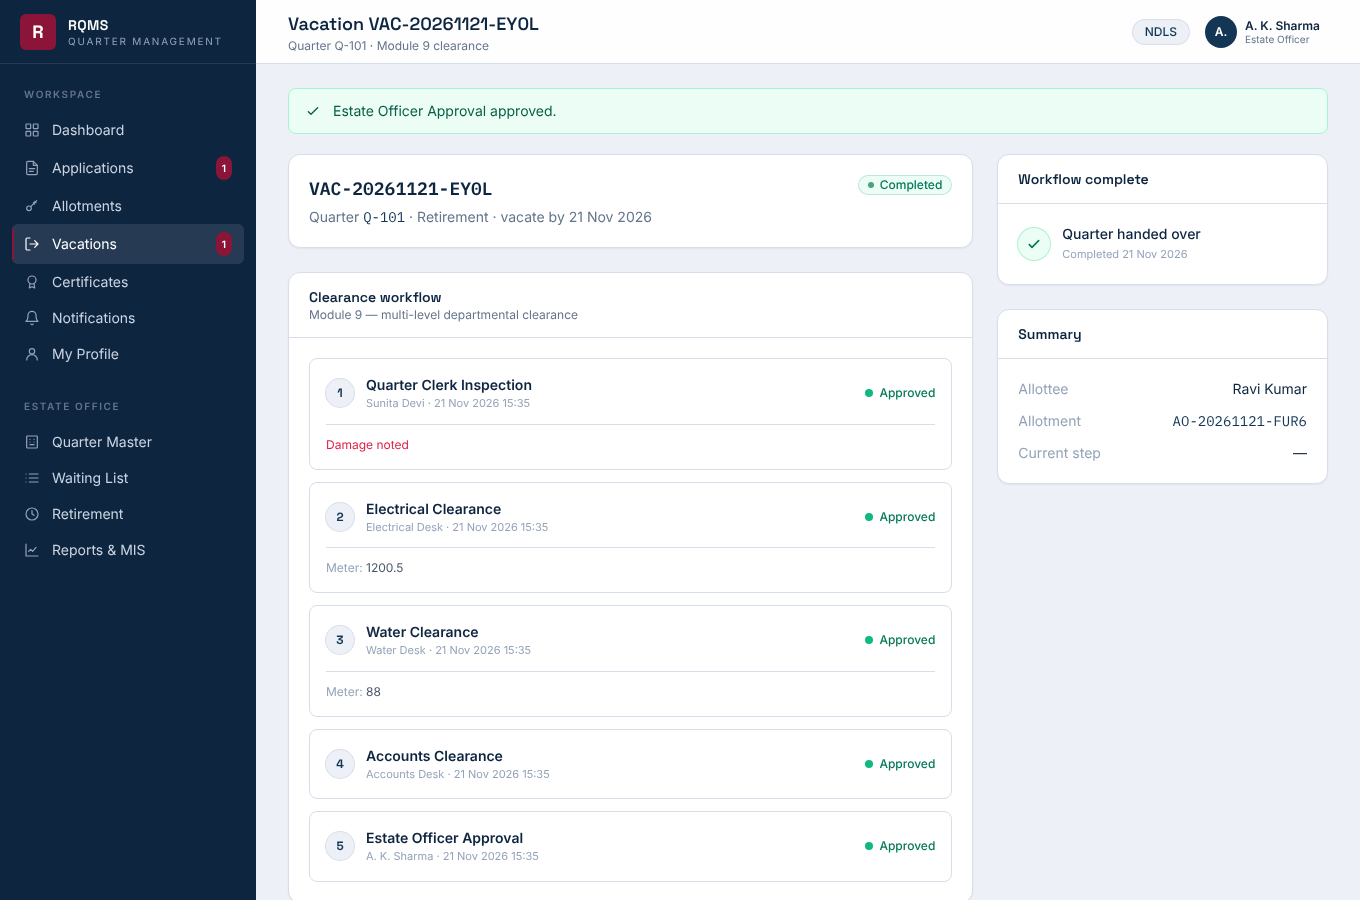 R
RQMS
QUARTER MANAGEMENT
WORKSPACE
Dashboard
Applications 1
Allotments
Vacations 1
Certificates
Notifications
My Profile
ESTATE OFFICE
Quarter Master
Waiting List
Retirement
Reports & MIS
Vacation VAC-20261121-EY0L
Quarter Q-101 · Module 9 clearance
NDLS
A.
A. K. Sharma
Estate Officer
Estate Officer Approval approved.
VAC-20261121-EY0L
Completed
Quarter Q-101 · Retirement · vacate by 21 Nov 2026
Clearance workflow
Module 9 — multi-level departmental clearance
1
Quarter Clerk Inspection
Sunita Devi · 21 Nov 2026 15:35
Approved
Damage noted
2
Electrical Clearance
Electrical Desk · 21 Nov 2026 15:35
Approved
Meter: 1200.5
3
Water Clearance
Water Desk · 21 Nov 2026 15:35
Approved
Meter: 88
4
Accounts Clearance
Accounts Desk · 21 Nov 2026 15:35
Approved
5
Estate Officer Approval
A. K. Sharma · 21 Nov 2026 15:35
Approved
Workflow complete
Quarter handed over
Completed 21 Nov 2026
Summary
Allottee Ravi Kumar
Allotment AO-20261121-FUR6
Current step —